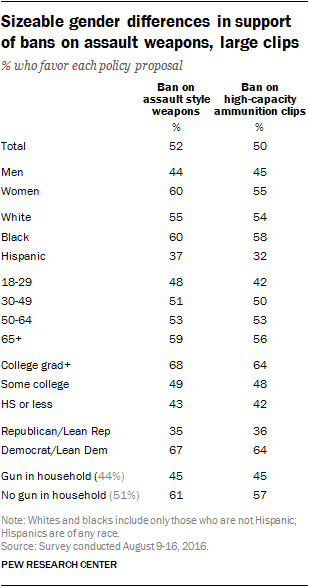 Sizeable gender differences in support
of bans on assault weapons, large clips
% who favor each policy proposal
Ban on assault style weapons Ban on high-capacity ammunition clips
% %
Total 52 50
Men 44 45
Women 60 55
White 55 54
Black 60 58
Hispanic 37 32
18-29 48 42
30-49 51 50
50-64 53 53
65+ 59 56
College grad+ 68 64
Some college 49 48
HS or less 43 42
Republican/Lean Rep 35 36
Democrat/Lean Dem 67 64
Gun in household (44%) 45 45
No gun in household (51%) 61 57
Note: Whites and blacks include only those who are not Hispanic;
Hispanics are of any race.
Source: Survey conducted August 9-16, 2016.
PEW RESEARCH CENTER